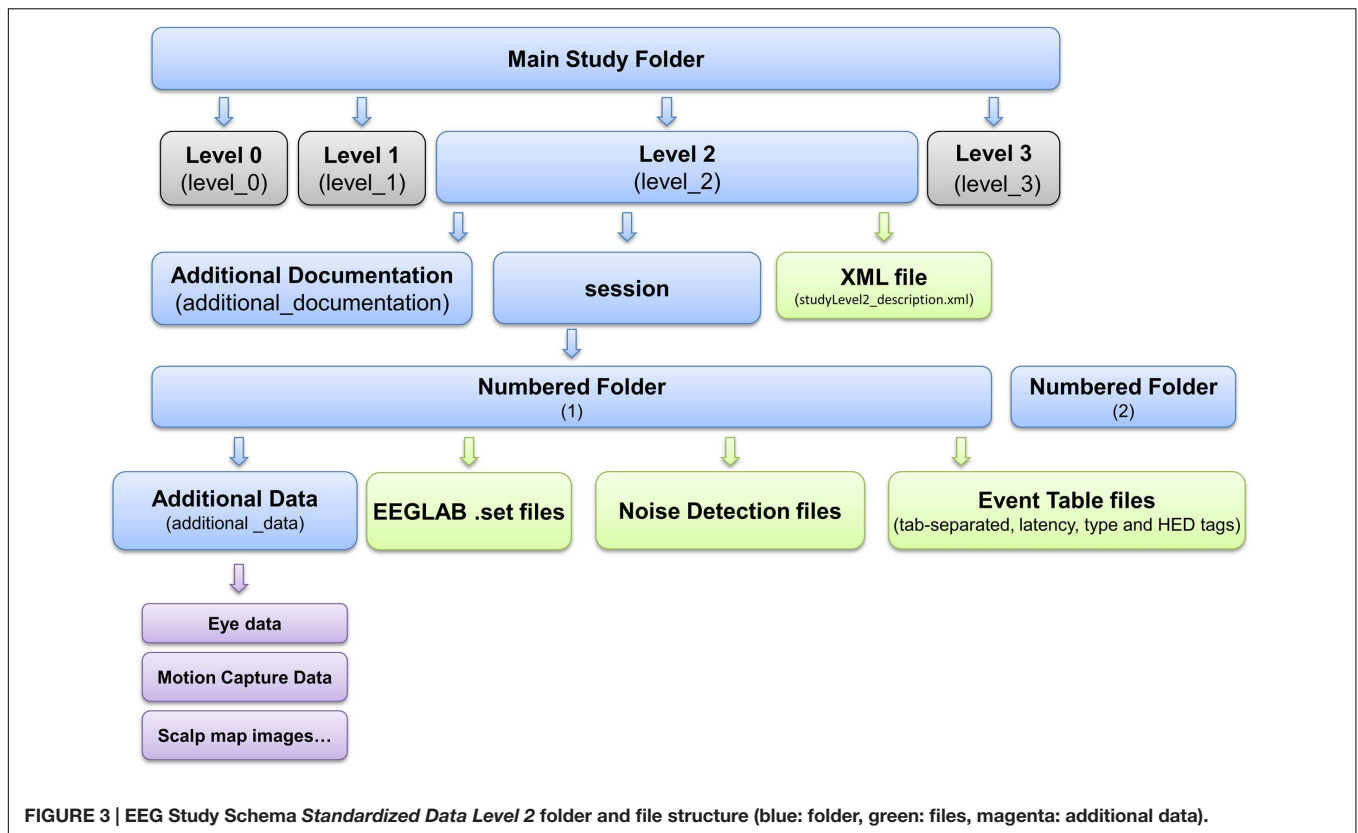 Main Study Folder
Level 0
(level_0)
Level 1
(level_1)
Level 2
(level_2)
Level 3
(level_3)
Additional Documentation
(additional_documentation)
session
XML file
(studyLevel2_description.xml)
Numbered Folder
(1)
Numbered Folder
(2)
Additional Data
(additional _data)
EEGLAB .set files
Noise Detection files
Event Table files
(tab-separated, latency, type and HED tags)
Eye data
Motion Capture Data
Scalp map images…
FIGURE 3 | EEG Study Schema Standardized Data Level 2 folder and file structure (blue: folder, green: files, magenta: additional data).